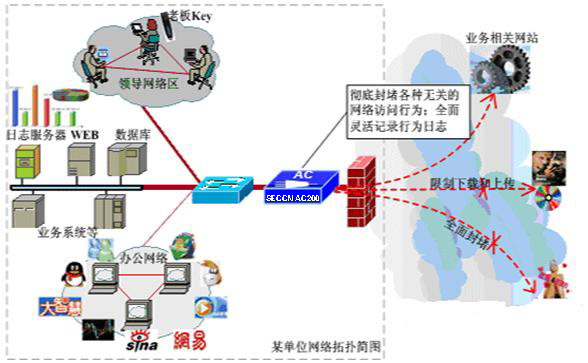 老板Key
领导网络区
业务相关网站
彻底封堵各种无关的
网络访问行为；全面
灵活记录行为日志
日志服务器 WEB 数据库
AC
SECCN AC200
限制下载和上传
业务系统等
全面封堵
办公网络
大智慧
sina
網易
某单位网络拓扑简图